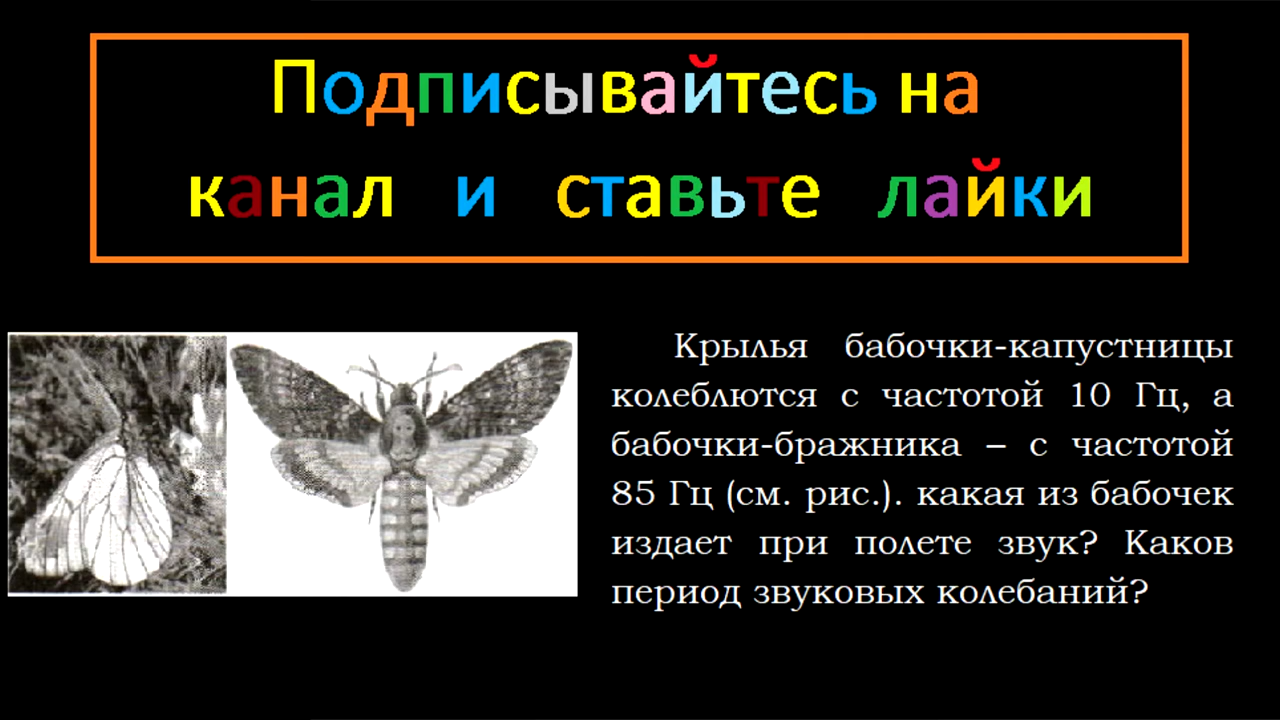 Подписывайтесь на
канал и ставьте лайки
Крылья бабочки-капустницы
колеблются с частотой 10 Гц, а
бабочки-бражника – с частотой
85 Гц (см. рис.). какая из бабочек
издает при полете звук? Каков
период звуковых колебаний?